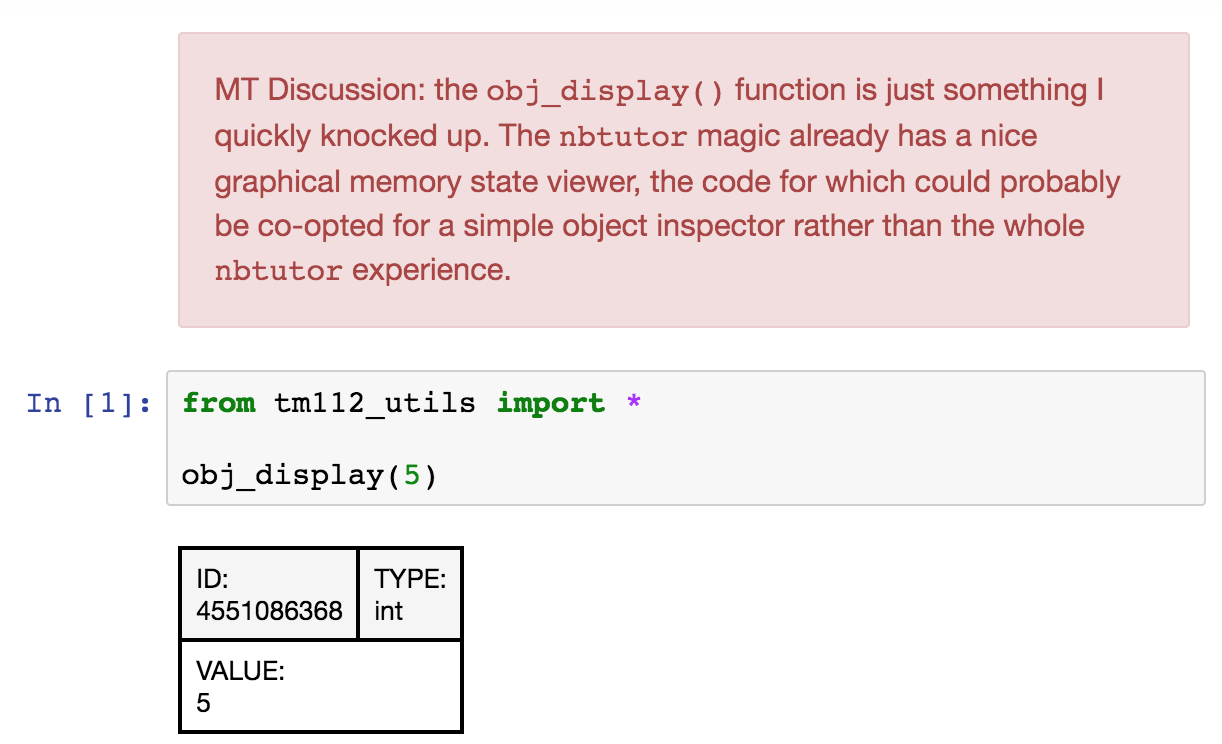 MT Discussion: the obj_display() function is just something I
quickly knocked up. The nbtutor magic already has a nice
graphical memory state viewer, the code for which could probably
be co-opted for a simple object inspector rather than the whole
nbtutor experience.
In [1]: from tm112_utils import *
obj_display(5)
ID: TYPE:
4551086368 int
VALUE:
5